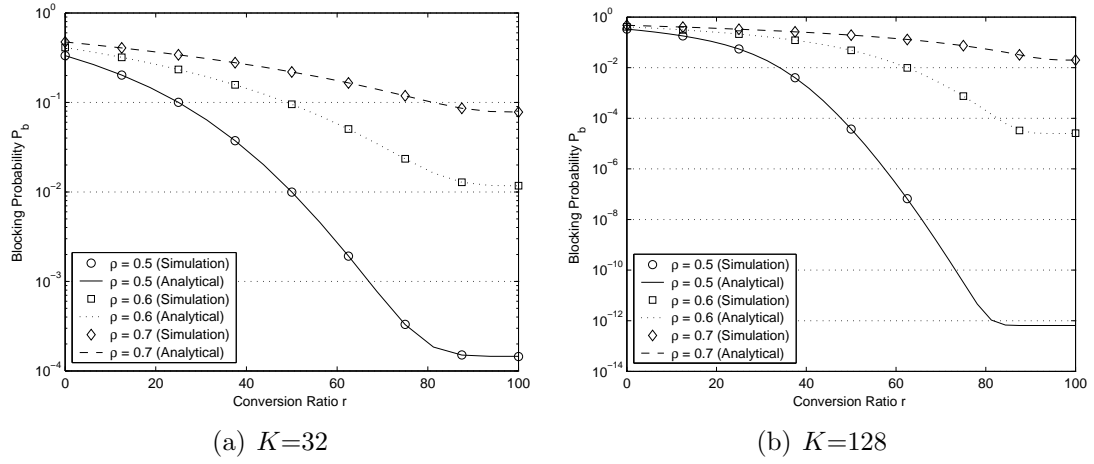 10^0
10^−1
10^−2
10^−3
10^−4
Blocking Probability P_b
0 20 40 60 80 100
Conversion Ratio r
ρ = 0.5 (Simulation)
ρ = 0.5 (Analytical)
ρ = 0.6 (Simulation)
ρ = 0.6 (Analytical)
ρ = 0.7 (Simulation)
ρ = 0.7 (Analytical)
(a) K=32
10^0
10^−2
10^−4
10^−6
10^−8
10^−10
10^−12
10^−14
Blocking Probability P_b
0 20 40 60 80 100
Conversion Ratio r
ρ = 0.5 (Simulation)
ρ = 0.5 (Analytical)
ρ = 0.6 (Simulation)
ρ = 0.6 (Analytical)
ρ = 0.7 (Simulation)
ρ = 0.7 (Analytical)
(b) K=128